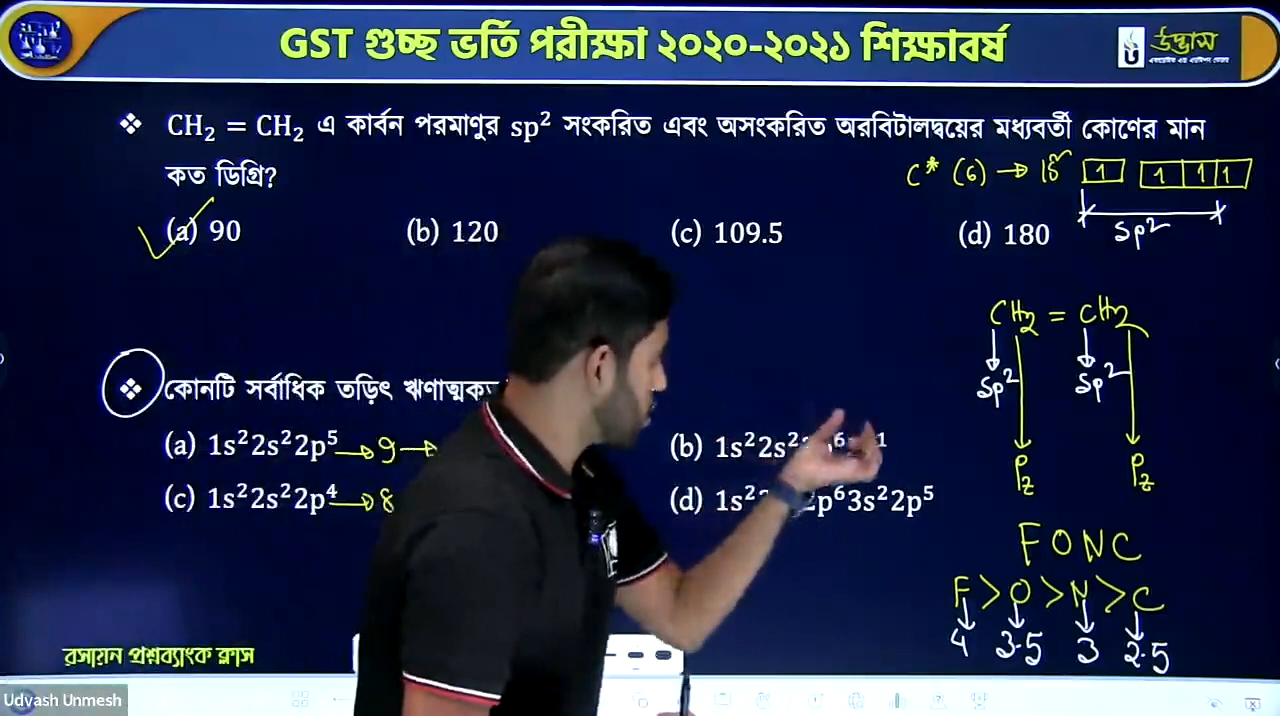 GST গুচ্ছ ভর্তি পরীক্ষা ২০২০-২০২১ শিক্ষাবর্ষ
উদ্ভাস
❖ CH₂ = CH₂ এ কার্বন পরমাণুর sp² সংকরিত এবং অসংকরিত অরবিটালদ্বয়ের মধ্যবর্তী কোণের মান
কত ডিগ্রি?
C* (6) → 1s² 1 1 1 1
sp²
(a) 90 (b) 120 (c) 109.5 (d) 180
CH₂ = CH₂
sp² sp²
Pz Pz
❖ কোনটি সর্বাধিক তড়িৎ
(a) 1s²2s²2p⁵ → 9 →
(b) 1s²2s²
(c) 1s²2s²2p⁴ → 8
(d) 1s² 2p⁶3s²2p⁵
F O N C
F > O > N > C
4 3.5 3 2.5
রসায়ন প্রশ্নব্যাংক ক্লাস
Udvash Unmesh